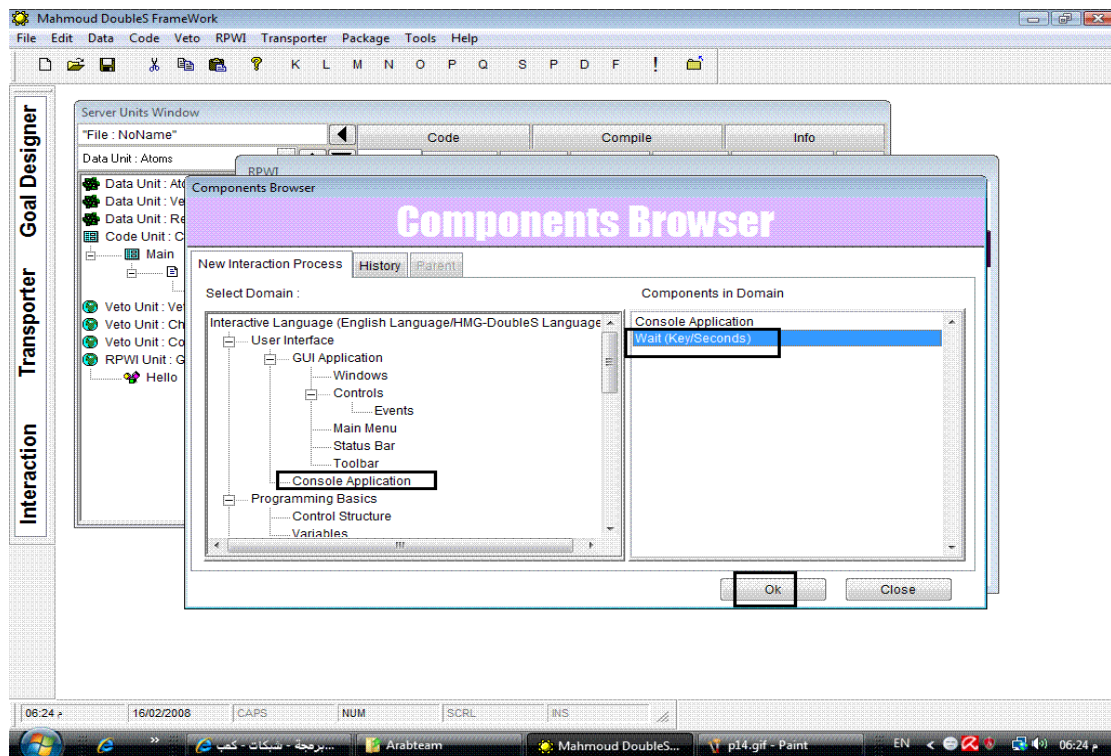 Mahmoud DoubleS FrameWork
File Edit Data Code Veto RPWI Transporter Package Tools Help
K L M N O P Q S P D F !
Goal Designer
Transporter
Interaction
Server Units Window
"File : NoName"
Code Compile Info
Data Unit : Atoms
RPWI
Data Unit : Ato
Data Unit : Ve
Data Unit : Re
Code Unit : C
Main
Veto Unit : Ve
Veto Unit : Ch
Veto Unit : Co
RPWI Unit : G
Hello
Components Browser
Components Browser
New Interaction Process History Parent
Select Domain :
Components in Domain
Interactive Language (English Language/HMG-DoubleS Language
User Interface
GUI Application
Windows
Controls
Events
Main Menu
Status Bar
Toolbar
Console Application
Programming Basics
Control Structure
Variables
Console Application
Wait (Key/Seconds)
Ok Close
06:24 م 16/02/2008 CAPS NUM SCRL INS
برمجة - شبكات - كمب... Arabteam Mahmoud DoubleS... p14.gif - Paint EN 06:24 م